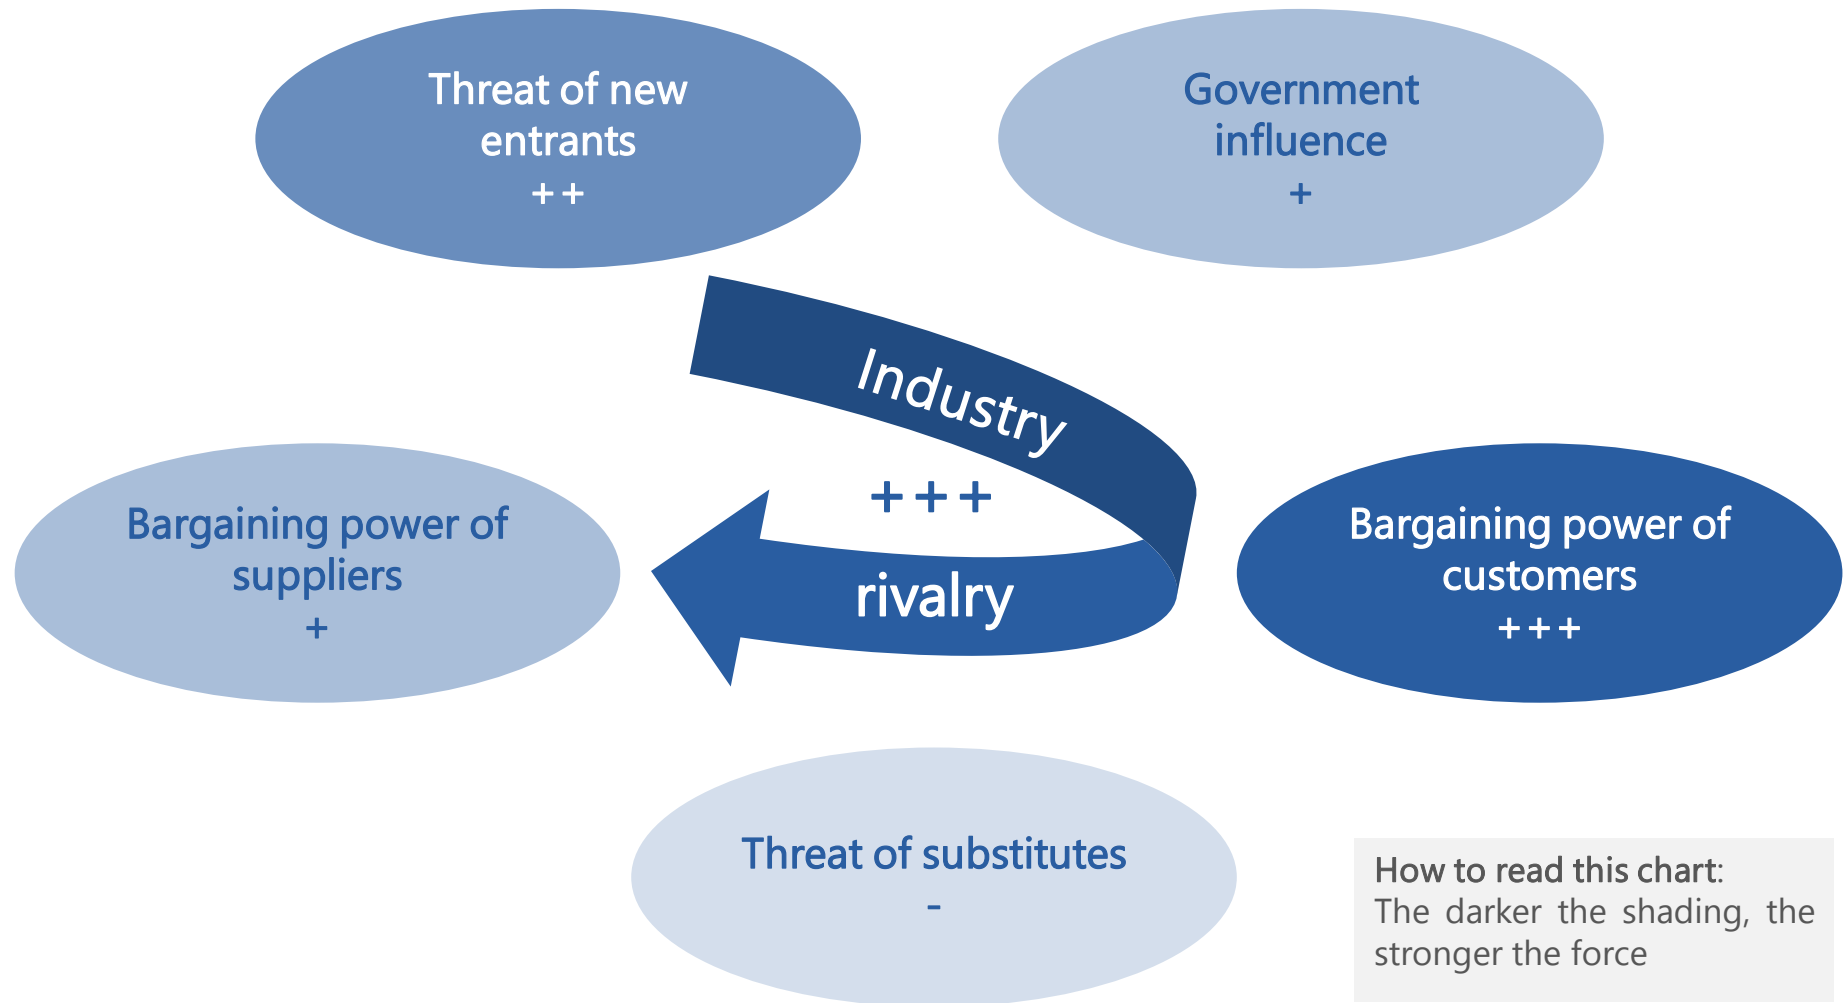 Threat of new
entrants
++
Government
influence
+
Industry
+++
rivalry
Bargaining power of
suppliers
+
Bargaining power of
customers
+++
Threat of substitutes
-
How to read this chart:
The darker the shading, the
stronger the force